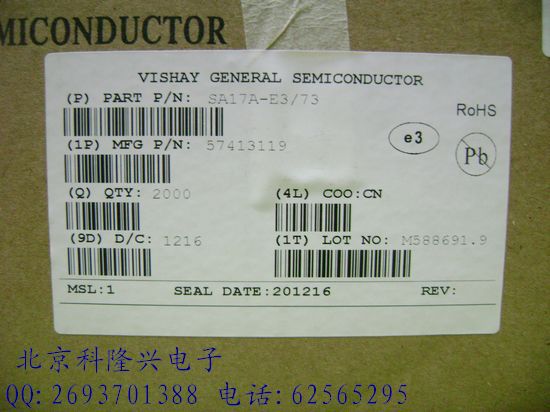 MICONDUCTOR
VISHAY GENERAL SEMICONDUCTOR
(P) PART P/N: SA17A-E3/73
RoHS
(1P) MFG P/N: 57413119
e3
Pb
(Q) QTY: 2000
(4L) COO:CN
(9D) D/C: 1216
(1T) LOT NO: M588691.9
MSL:1 SEAL DATE:201216 REV:
北京科隆兴电子
QQ:2693701388 电话:62565295